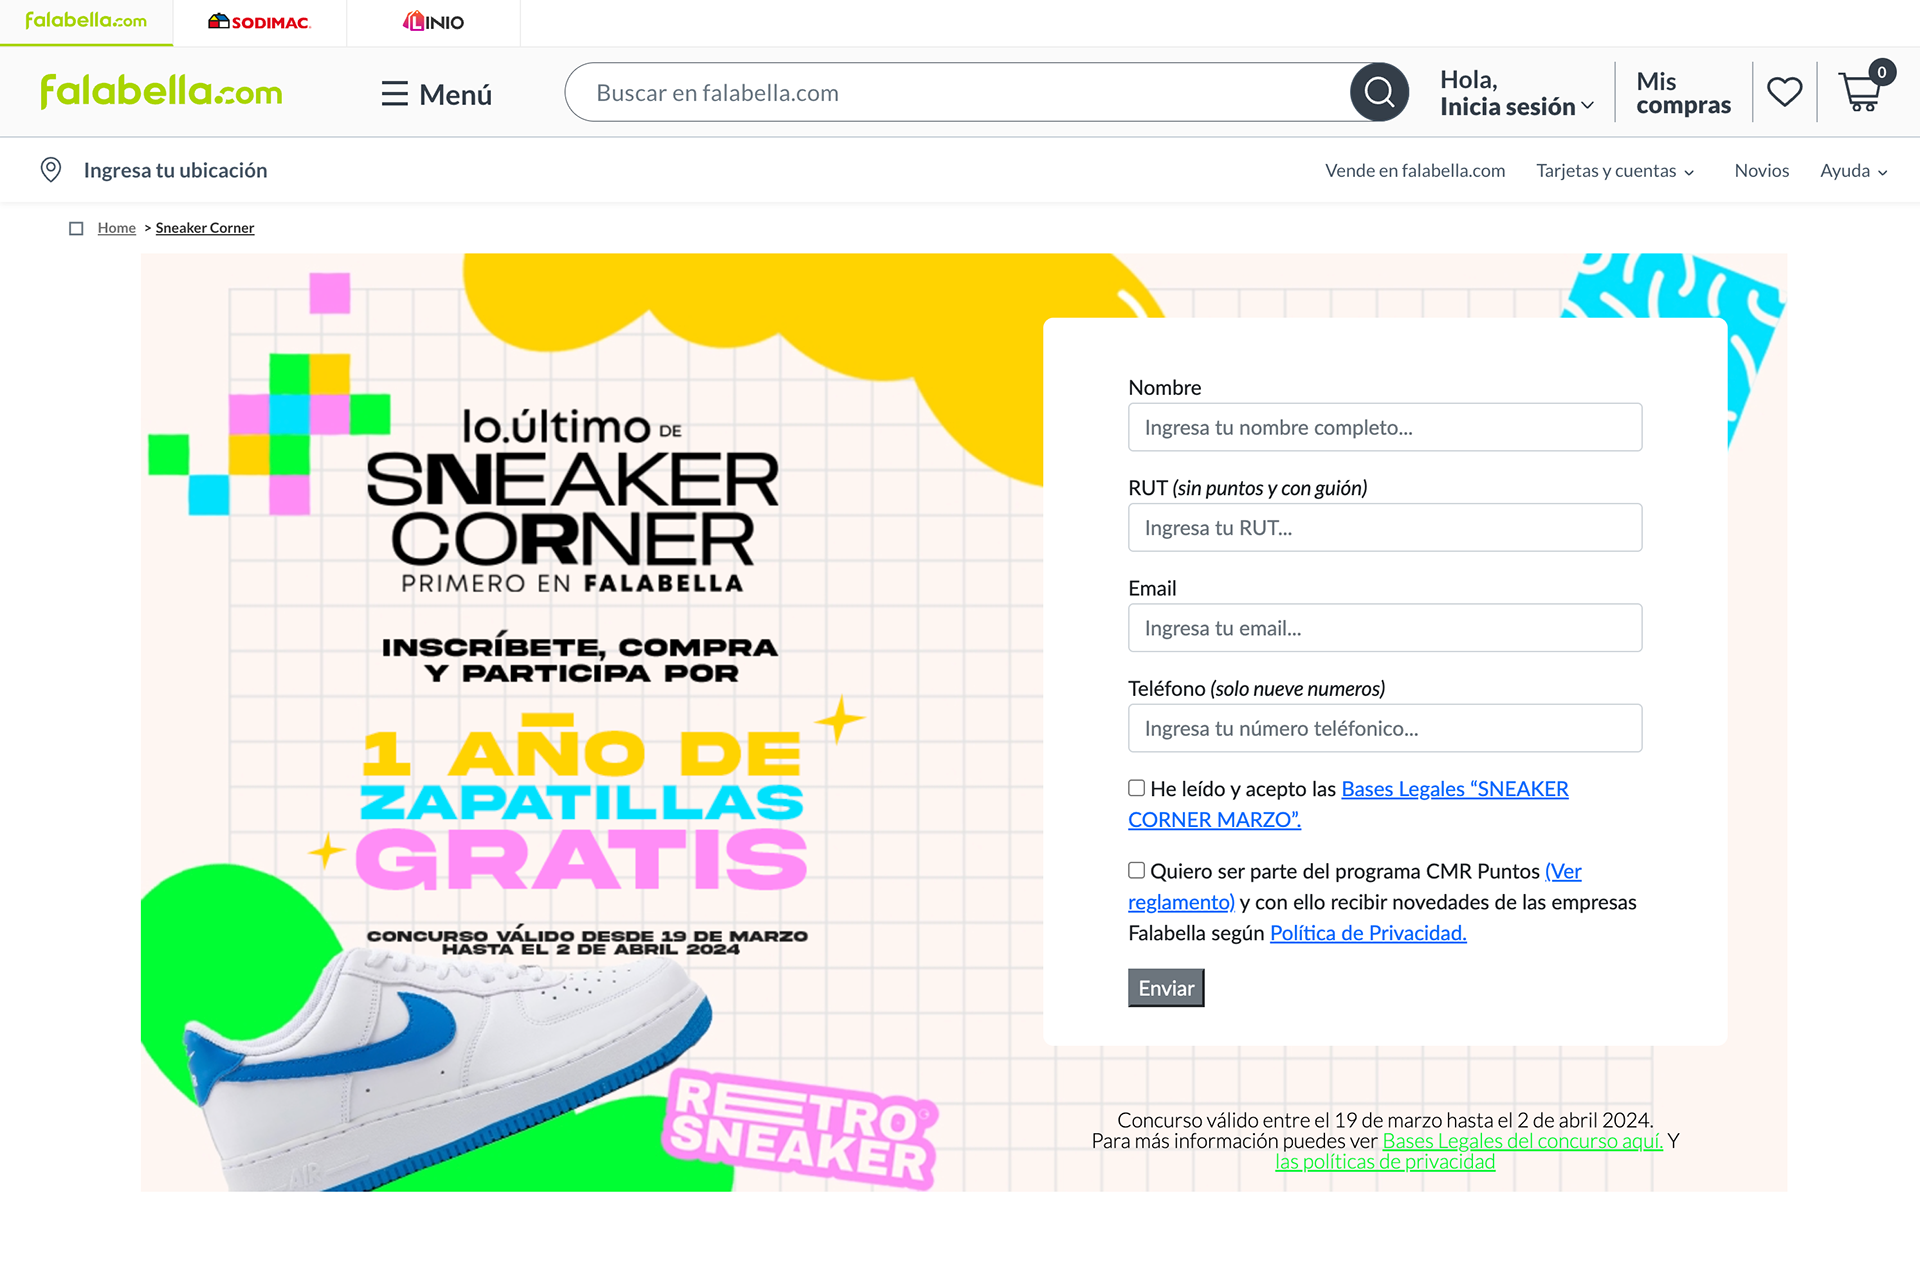 falabella.com
SODIMAC.
LINIO
falabella.com
Menú
Buscar en falabella.com
Hola,
Inicia sesión
Mis
compras
0
Ingresa tu ubicación
Vende en falabella.com
Tarjetas y cuentas
Novios
Ayuda
Home > Sneaker Corner
lo.último DE
SNEAKER
CORNER
PRIMERO EN FALABELLA
INSCRÍBETE, COMPRA
Y PARTICIPA POR
1 AÑO DE
ZAPATILLAS
GRATIS
CONCURSO VÁLIDO DESDE 19 DE MARZO
HASTA EL 2 DE ABRIL 2024
AIR
RETRO
SNEAKER
Nombre
Ingresa tu nombre completo...
RUT (sin puntos y con guión)
Ingresa tu RUT...
Email
Ingresa tu email...
Teléfono (solo nueve numeros)
Ingresa tu número teléfonico...
He leído y acepto las Bases Legales “SNEAKER
CORNER MARZO”.
Quiero ser parte del programa CMR Puntos (Ver
reglamento) y con ello recibir novedades de las empresas
Falabella según Política de Privacidad.
Enviar
Concurso válido entre el 19 de marzo hasta el 2 de abril 2024.
Para más información puedes ver Bases Legales del concurso aquí. Y
las políticas de privacidad